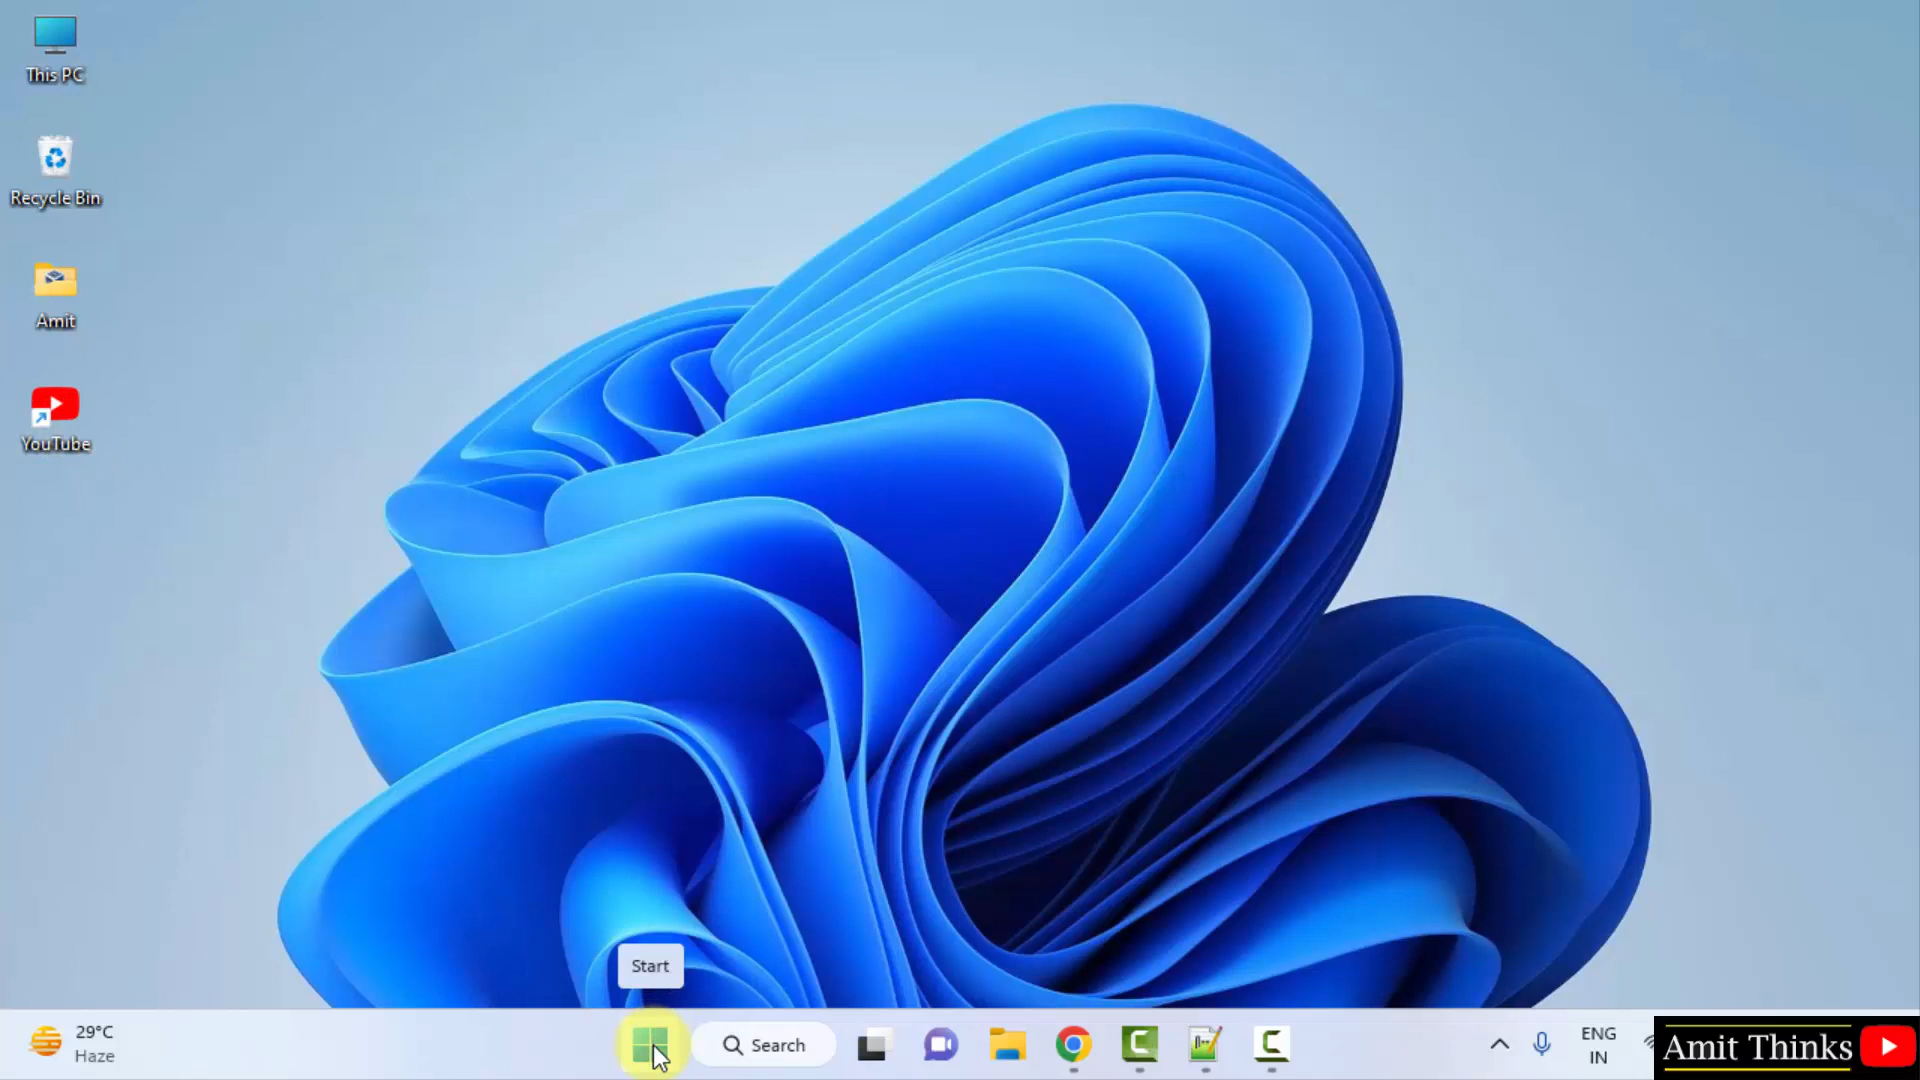 This PC
Recycle Bin
Amit
YouTube
Start
29°C
Haze
Search
ENG
IN
Amit Thinks